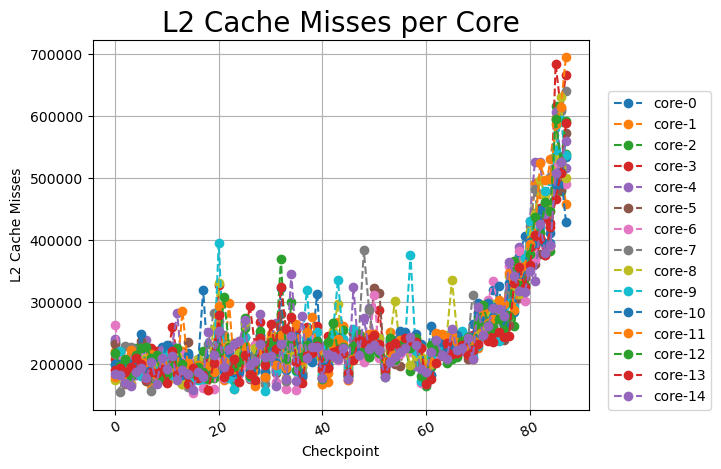 L2 Cache Misses per Core
L2 Cache Misses
700000
600000
500000
400000
300000
200000
0
20
40
60
80
Checkpoint
core-0
core-1
core-2
core-3
core-4
core-5
core-6
core-7
core-8
core-9
core-10
core-11
core-12
core-13
core-14